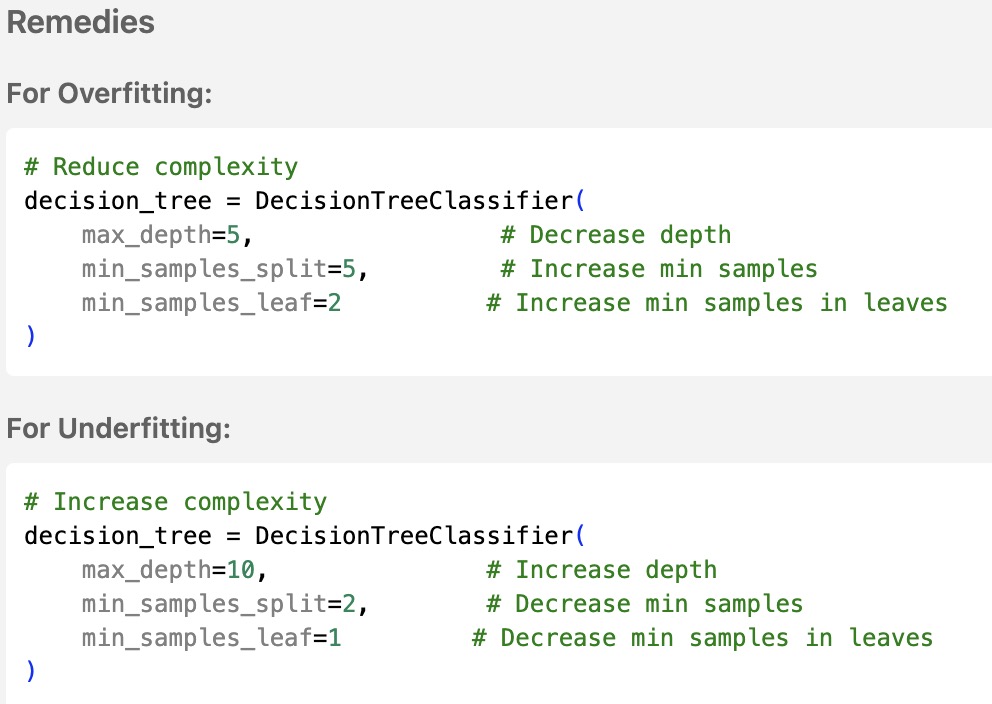 Remedies
For Overfitting:
# Reduce complexity
decision_tree = DecisionTreeClassifier(
    max_depth=5,                 # Decrease depth
    min_samples_split=5,         # Increase min samples
    min_samples_leaf=2          # Increase min samples in leaves
)
For Underfitting:
# Increase complexity
decision_tree = DecisionTreeClassifier(
    max_depth=10,               # Increase depth
    min_samples_split=2,        # Decrease min samples
    min_samples_leaf=1         # Decrease min samples in leaves
)